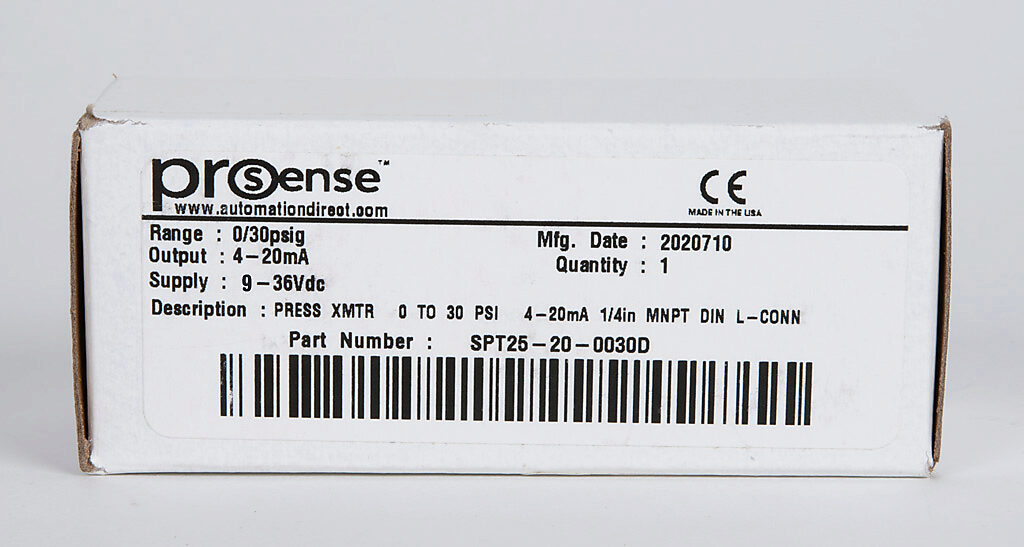 prosense™
www.automationdirect.com
CE
MADE IN THE USA
Range : 0/30psig
Mfg. Date : 2020710
Output : 4-20mA
Quantity : 1
Supply : 9-36Vdc
Description : PRESS XMTR 0 TO 30 PSI 4-20mA 1/4in MNPT DIN L-CONN
Part Number : SPT25-20-0030D